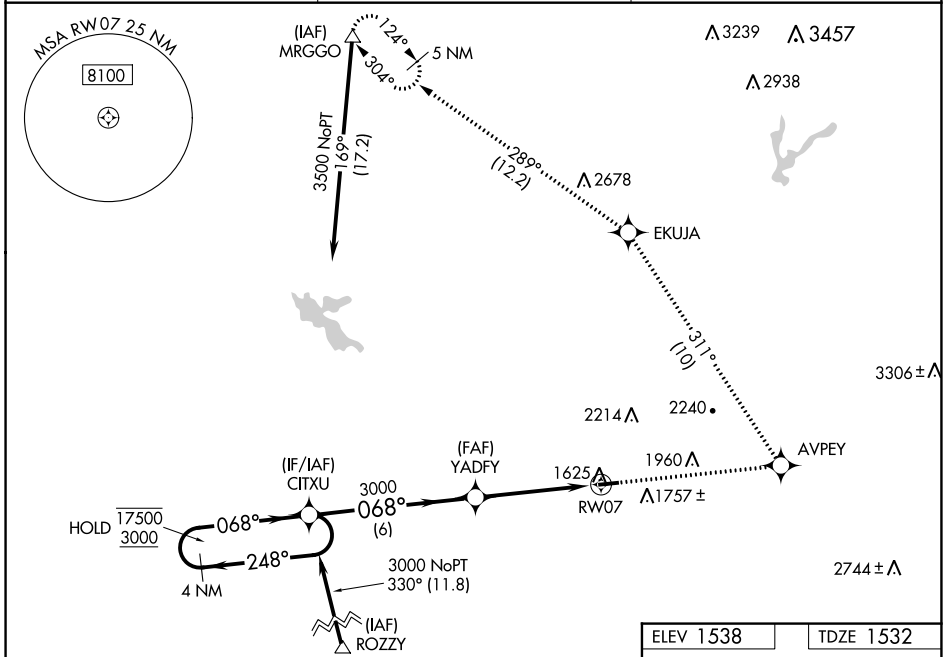 MSA RW07 25 NM
8100
(IAF)
MRGGO
124°
304°
5 NM
3239
3457
2938
3500 NoPT
169°
(17.2)
289°
(12.2)
2678
EKUJA
311°
(10)
3306 ±
2214
2240
AVPEY
(FAF)
YADFY
1625
1960
RW07
1757 ±
(IF/IAF)
CITXU
3000
068°
(6)
HOLD
17500
3000
068°
248°
4 NM
3000 NoPT
330° (11.8)
2744 ±
(IAF)
ROZZY
ELEV 1538
TDZE 1532